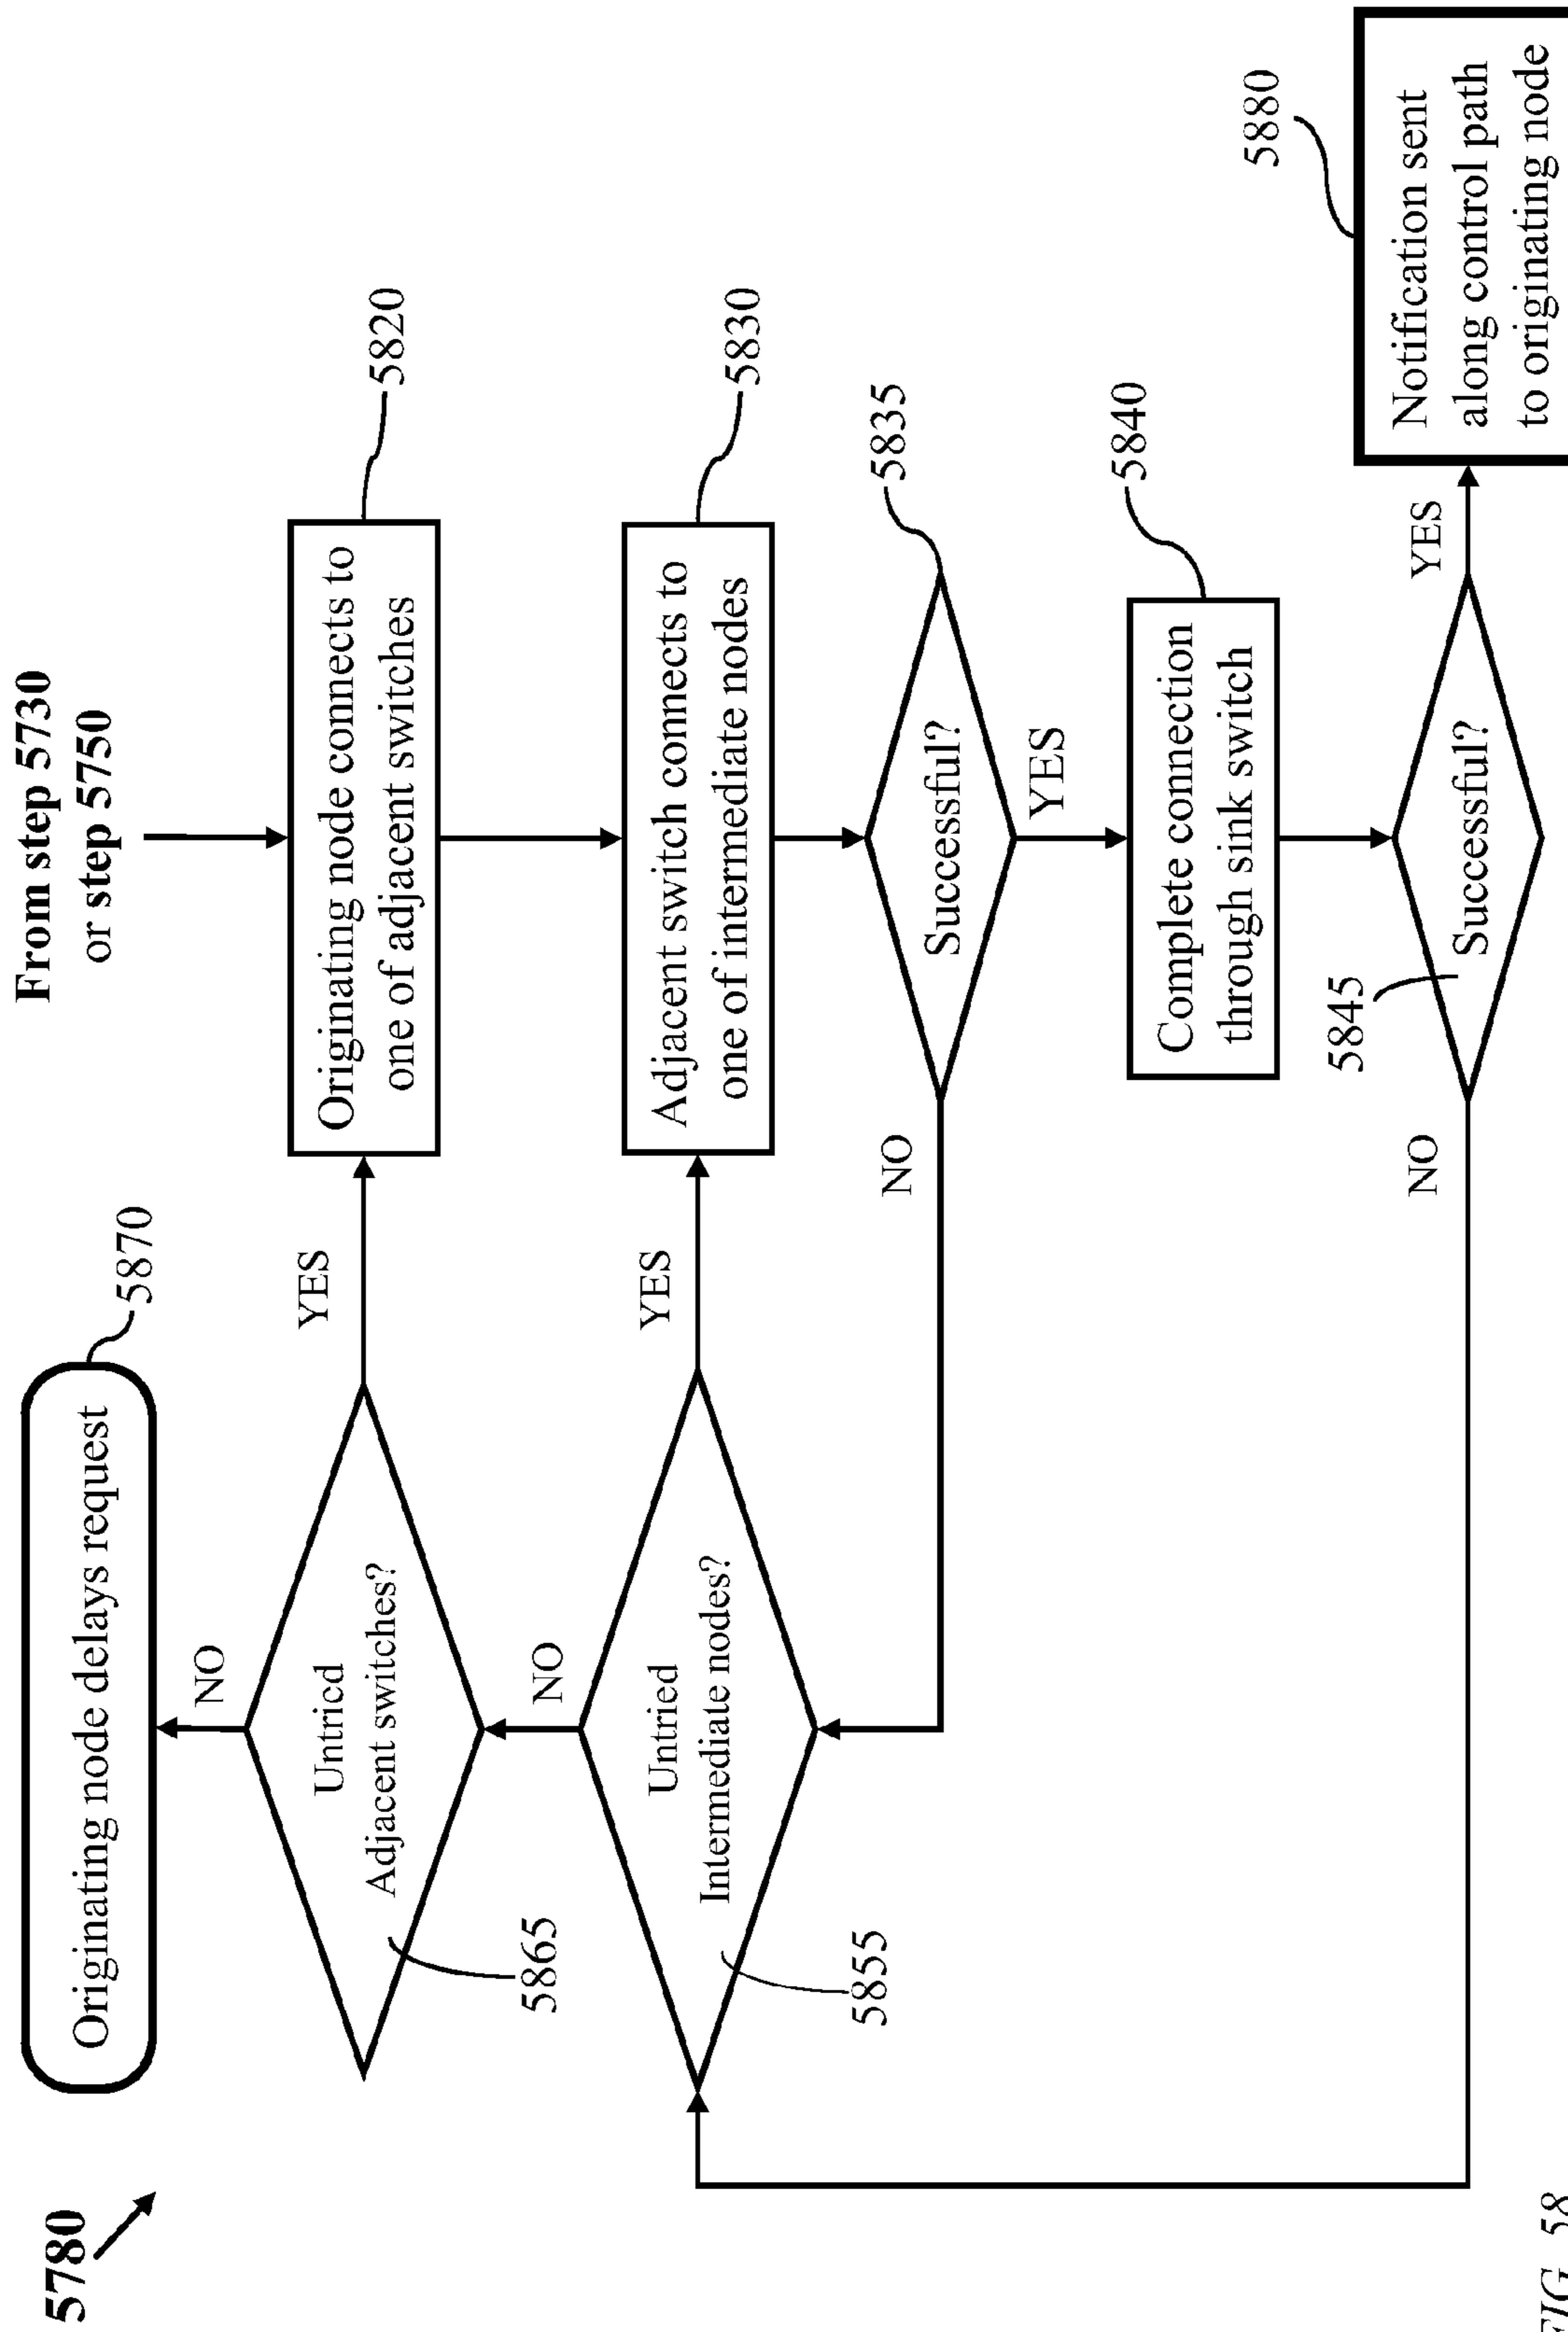 5780
From step 5730
or step 5750
Originating node delays request
5870
NO
YES
Untried
Adjacent switches?
5865
Originating node connects to
one of adjacent switches
5820
NO
YES
Untried
Intermediate nodes?
5855
Adjacent switch connects to
one of intermediate nodes
5830
NO
Successful?
5835
YES
Complete connection
through sink switch
5840
5845
NO
Successful?
YES
5880
Notification sent
along control path
to originating node
FIG. 58